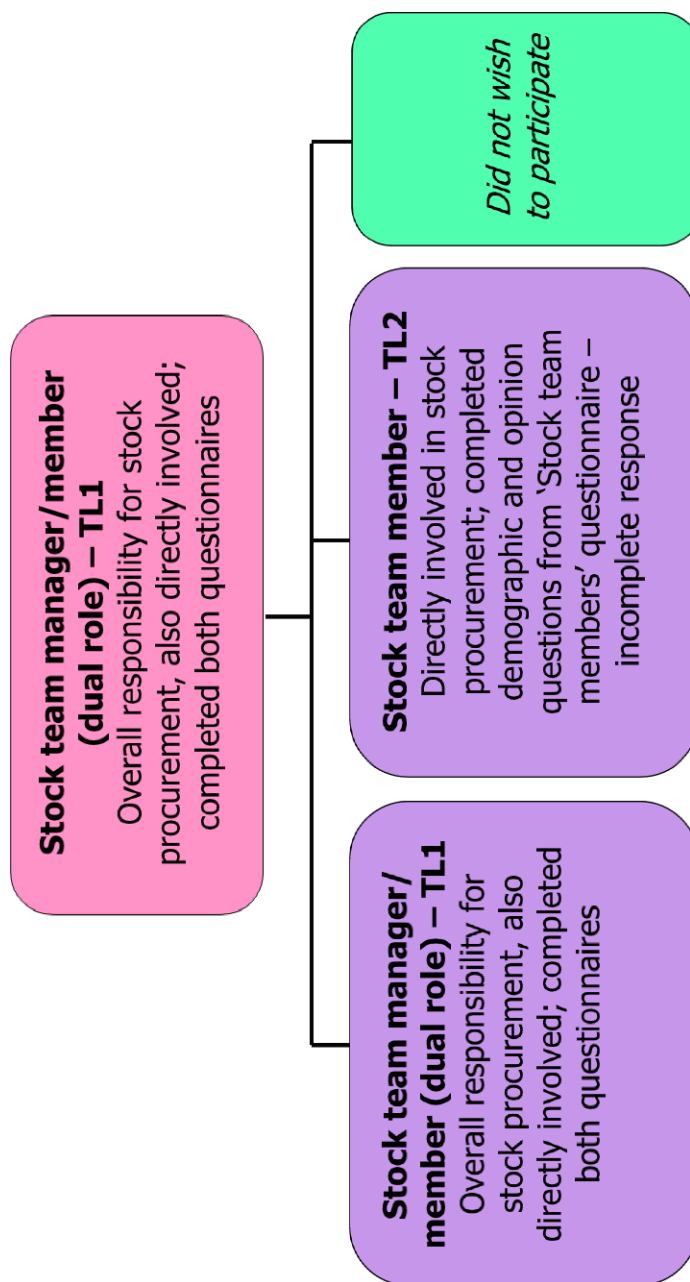 Stock team manager/member
(dual role) – TL1
Overall responsibility for stock
procurement, also directly involved;
completed both questionnaires
Stock team manager/
member (dual role) – TL1
Overall responsibility for
stock procurement, also
directly involved; completed
both questionnaires
Stock team member – TL2
Directly involved in stock
procurement; completed
demographic and opinion
questions from ‘Stock team
members’ questionnaire –
incomplete response
Did not wish
to participate